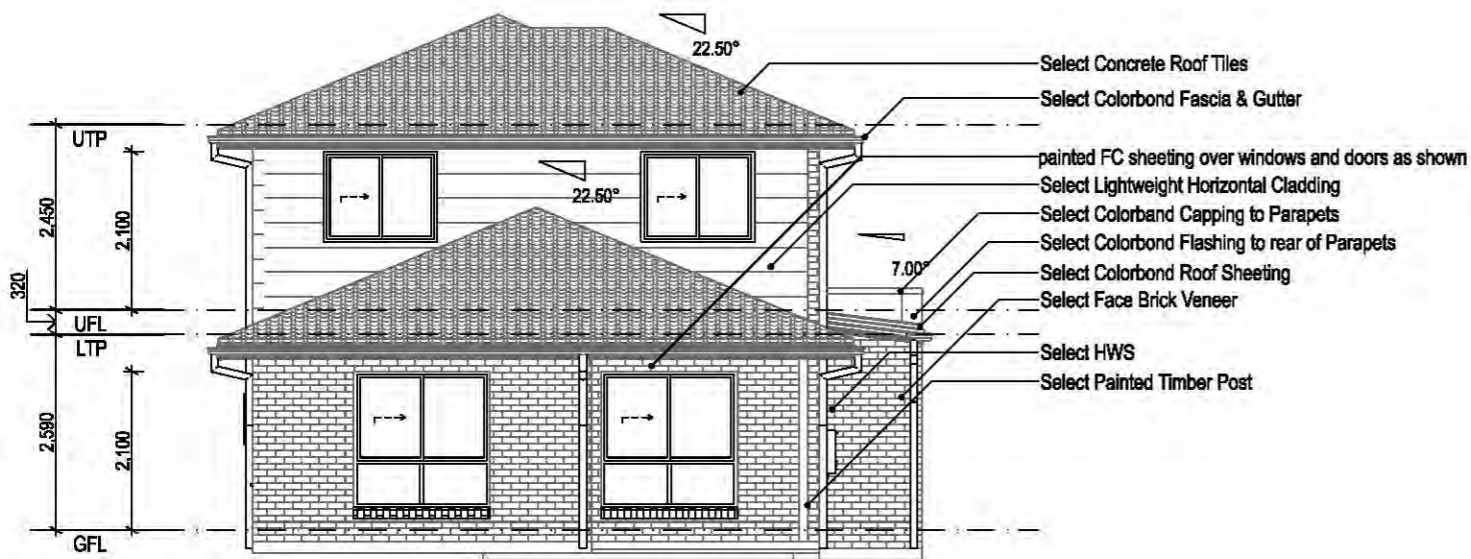 22.50°
Select Concrete Roof Tiles
Select Colorbond Fascia & Gutter
UTP
painted FC sheeting over windows and doors as shown
22.50°
Select Lightweight Horizontal Cladding
2,450
2,100
Select Colorband Capping to Parapets
Select Colorbond Flashing to rear of Parapets
7.00°
Select Colorbond Roof Sheeting
320
Select Face Brick Veneer
UFL
LTP
Select HWS
Select Painted Timber Post
2,590
2,100
GFL